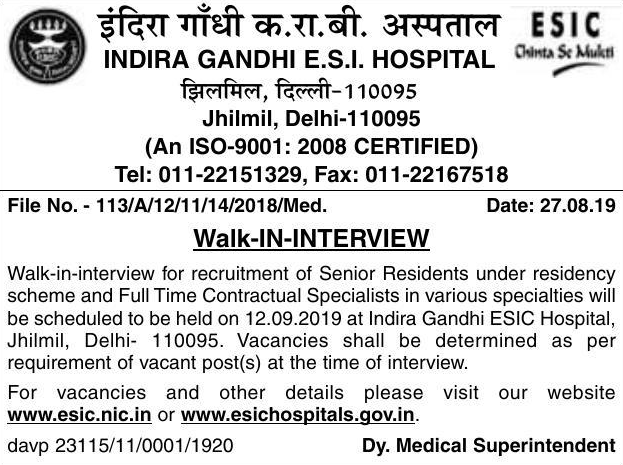 इंदिरा गाँधी क.रा.बी. अस्पताल
ESIC
Chinta Se Mukti
INDIRA GANDHI E.S.I. HOSPITAL
झिलमिल, दिल्ली-110095
Jhilmil, Delhi-110095
(An ISO-9001: 2008 CERTIFIED)
Tel: 011-22151329, Fax: 011-22167518
File No. - 113/A/12/11/14/2018/Med. Date: 27.08.19
Walk-IN-INTERVIEW
Walk-in-interview for recruitment of Senior Residents under residency
scheme and Full Time Contractual Specialists in various specialties will
be scheduled to be held on 12.09.2019 at Indira Gandhi ESIC Hospital,
Jhilmil, Delhi- 110095. Vacancies shall be determined as per
requirement of vacant post(s) at the time of interview.
For vacancies and other details please visit our website
www.esic.nic.in or www.esichospitals.gov.in.
davp 23115/11/0001/1920 Dy. Medical Superintendent